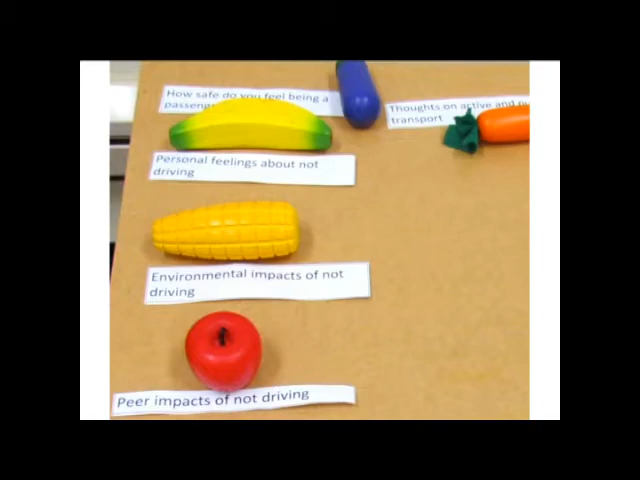 How safe do you feel being a
passenger
Thoughts on active and
transport
Personal feelings about not
driving
Environmental impacts of not
driving
Peer impacts of not driving